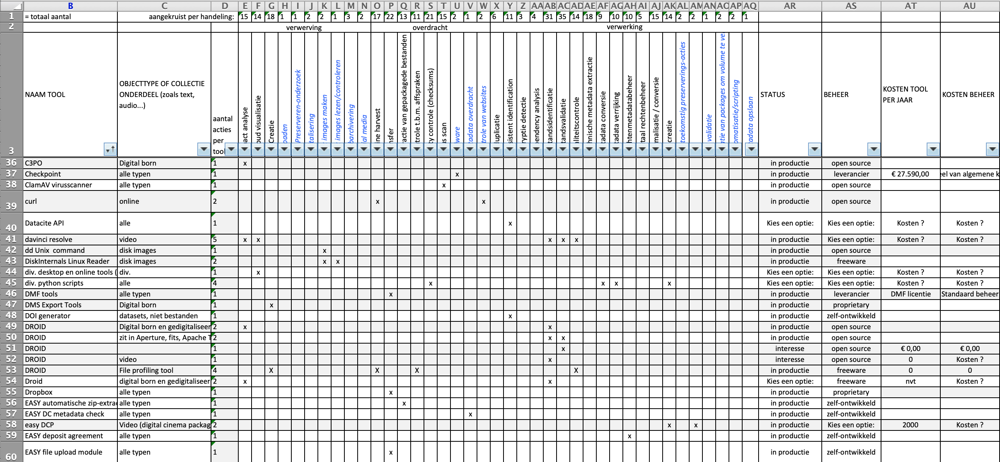 B C D E F G H I J K L M N O P Q R S T U V W X Y Z AA AB AC AD AE AF AG AH AI AJ AK AL AM AN AO AP AQ AR AS AT AU
1 = totaal aantal aangekruist per handeling: 15 14 18 1 1 2 2 1 3 2 17 22 13 11 21 15 2 1 2 6 11 3 4 31 35 14 18 9 10 10 5 15 14 2 2 1 2 2 1
2 verwerving overdracht verwerking
3
NAAM TOOL
OBJECTTYPE OF COLLECTIE
ONDERDEEL (zoals text,
audio...)
aantal
acties
per
tool
act analyse
oud visualisatie
Creatie
oaden
Preserveren-onderzoek
talisering
images maken
images lezen/controleren
barchivering
ial media
ine harvest
nsfer
actie van gepackagede bestanden
trole t.b.m. affspraken
ty controle (checksums)
us scan
ware
tadata overdracht
trole van websites
duplicatie
sistent identification
ryptie detectie
pendency analysis
tandsidentificatie
tandsvalidatie
aliteitscontrole
hnische metadata extractie
tadata conversie
tadata verrijking
htenmetadatabeheer
taal rechtenbeheer
malisatie / conversie
creatie
toekomstig preserverings-acties
validatie
atie van packages om volume te ve
omatisatie/scripting
tadata opslaan
STATUS
BEHEER
KOSTEN TOOL
PER JAAR
KOSTEN BEHEER
36 C3PO Digital born 1 x in productie open source
37 Checkpoint alle typen 1 x in productie leverancier € 27.590,00 eel van algemene k
38 ClamAV virusscanner alle typen 1 x in productie open source
39 curl online 2 x x in productie open source
40 Datacite API alle 1 x Kies een optie: Kies een optie: Kosten ? Kosten ?
41 davinci resolve video 5 x x x x x in productie Kies een optie: Kosten ? Kosten ?
42 dd Unix command disk images 1 x in productie open source
43 DiskInternals Linux Reader disk images 2 x x in productie freeware
44 div. desktop en online tools ( div. 1 x Kies een optie: Kies een optie: Kosten ? Kosten ?
45 div. python scripts alle 4 x x x x Kies een optie: Kies een optie: Kosten ? Kosten ?
46 DMF tools alle typen 1 x in productie leverancier DMF licentie Standaard beheer
47 DMS Export Tools Digital born 1 x in productie proprietary
48 DOI generator datasets, niet bestanden 1 x in productie zelf-ontwikkeld
49 DROID Digital born en gedigitaliseer 2 x x in productie open source
50 DROID zit in Aperture, fits, Apache T 2 x x in productie open source
51 DROID 1 x interesse open source € 0,00 € 0,00
52 DROID video 1 x interesse open source 0 Kosten ?
53 DROID File profiling tool 4 X X X X in productie freeware 0 0
54 Droid digital born en gedigitaliseer 2 x x Kies een optie: freeware nvt Kosten ?
55 Dropbox alle typen 1 x in productie proprietary
56 EASY automatische zip-extra alle typen 1 x in productie zelf-ontwikkeld
57 EASY DC metadata check alle typen 1 x in productie zelf-ontwikkeld
58 easy DCP Video (digital cinema packag 2 x x in productie Kies een optie: 2000 Kosten ?
59 EASY deposit agreement alle typen 1 x in productie zelf-ontwikkeld
60 EASY file upload module alle typen 1 x in productie zelf-ontwikkeld